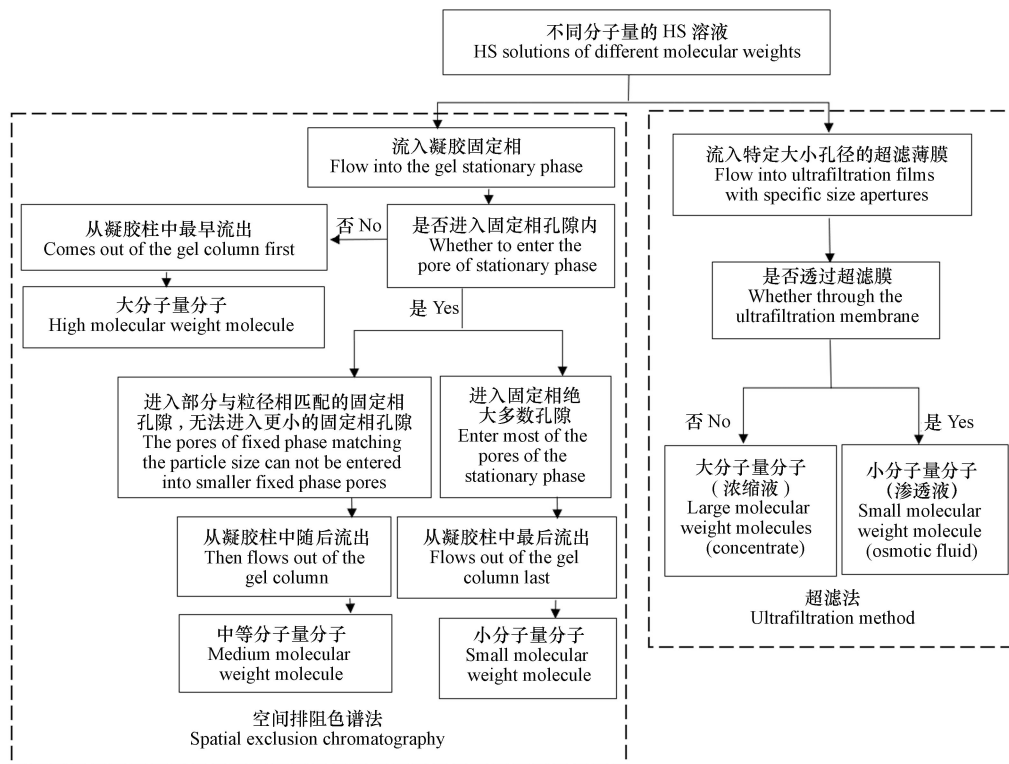 不同分子量的 HS 溶液
HS solutions of different molecular weights
流入凝胶固定相
Flow into the gel stationary phase
是否进入固定相孔隙内
Whether to enter the
pore of stationary phase
否 No
从凝胶柱中最早流出
Comes out of the gel column first
大分子量分子
High molecular weight molecule
是 Yes
进入部分与粒径相匹配的固定相
孔隙,无法进入更小的固定相孔隙
The pores of fixed phase matching
the particle size can not be entered
into smaller fixed phase pores
从凝胶柱中随后流出
Then flows out of the
gel column
中等分子量分子
Medium molecular
weight molecule
进入固定相绝
大多数孔隙
Enter most of the
pores of the
stationary phase
从凝胶柱中最后流出
Flows out of the gel
column last
小分子量分子
Small molecular
weight molecule
空间排阻色谱法
Spatial exclusion chromatography
流入特定大小孔径的超滤薄膜
Flow into ultrafiltration films
with specific size apertures
是否透过超滤膜
Whether through the
ultrafiltration membrane
否 No
大分子量分子
(浓缩液)
Large molecular
weight molecules
(concentrate)
是 Yes
小分子量分子
(渗透液)
Small molecular
weight molecule
(osmotic fluid)
超滤法
Ultrafiltration method